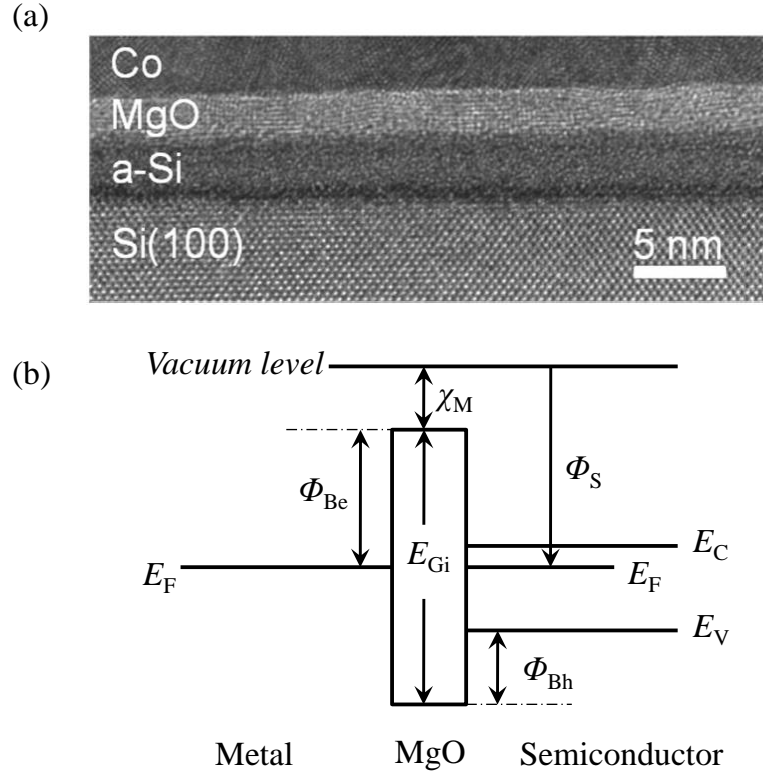 (a)
Co
MgO
a-Si
Si(100)
5 nm
(b)
Vacuum level
χM
ΦBe
ΦS
EGi
EC
EF
EF
EV
ΦBh
Metal MgO Semiconductor